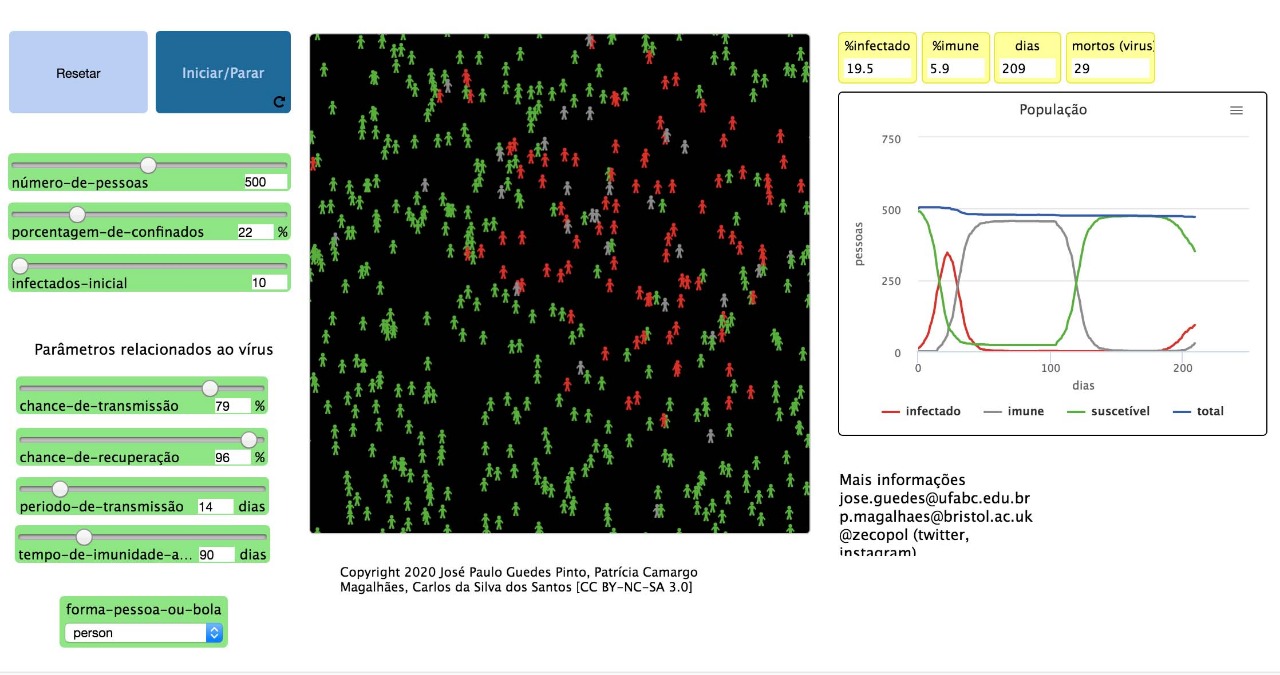 Resetar
Iniciar/Parar
número-de-pessoas 500
porcentagem-de-confinados 22 %
infectados-inicial 10
Parâmetros relacionados ao vírus
chance-de-transmissão 79 %
chance-de-recuperação 96 %
periodo-de-transmissão 14 dias
tempo-de-imunidade-a... 90 dias
forma-pessoa-ou-bola
person
Copyright 2020 José Paulo Guedes Pinto, Patrícia Camargo
Magalhães, Carlos da Silva dos Santos [CC BY-NC-SA 3.0]
%infectado
19.5
%imune
5.9
dias
209
mortos (virus)
29
População
750
500
250
0
pessoas
0 100 200
dias
infectado imune suscetível total
Mais informações
jose.guedes@ufabc.edu.br
p.magalhaes@bristol.ac.uk
@zecopol (twitter,
instagram)